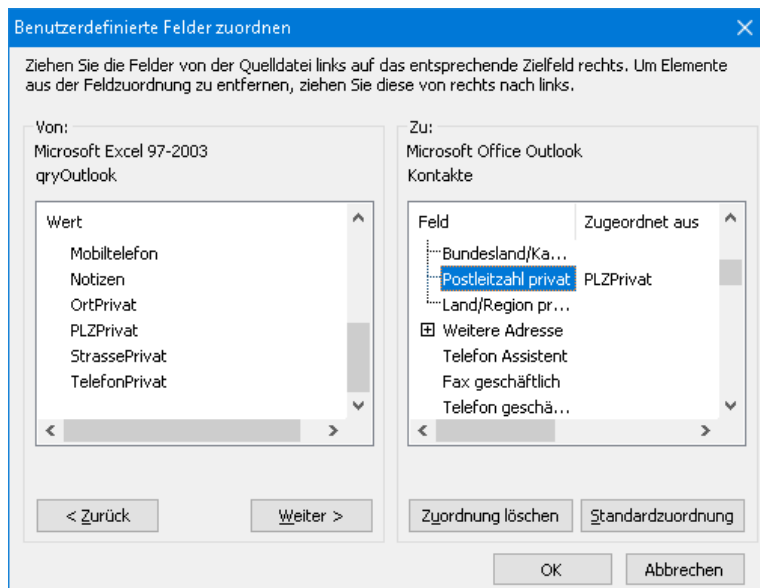 Benutzerdefinierte Felder zuordnen
Ziehen Sie die Felder von der Quelldatei links auf das entsprechende Zielfeld rechts. Um Elemente
aus der Feldzuordnung zu entfernen, ziehen Sie diese von rechts nach links.
Von:
Microsoft Excel 97-2003
qryOutlook
Wert
Mobiltelefon
Notizen
OrtPrivat
PLZPrivat
StrassePrivat
TelefonPrivat
< Zurück
Weiter >
Zu:
Microsoft Office Outlook
Kontakte
Feld Zugeordnet aus
Bundesland/Ka...
Postleitzahl privat PLZPrivat
Land/Region pr...
Weitere Adresse
Telefon Assistent
Fax geschäftlich
Telefon geschä...
Zuordnung löschen
Standardzuordnung
OK
Abbrechen